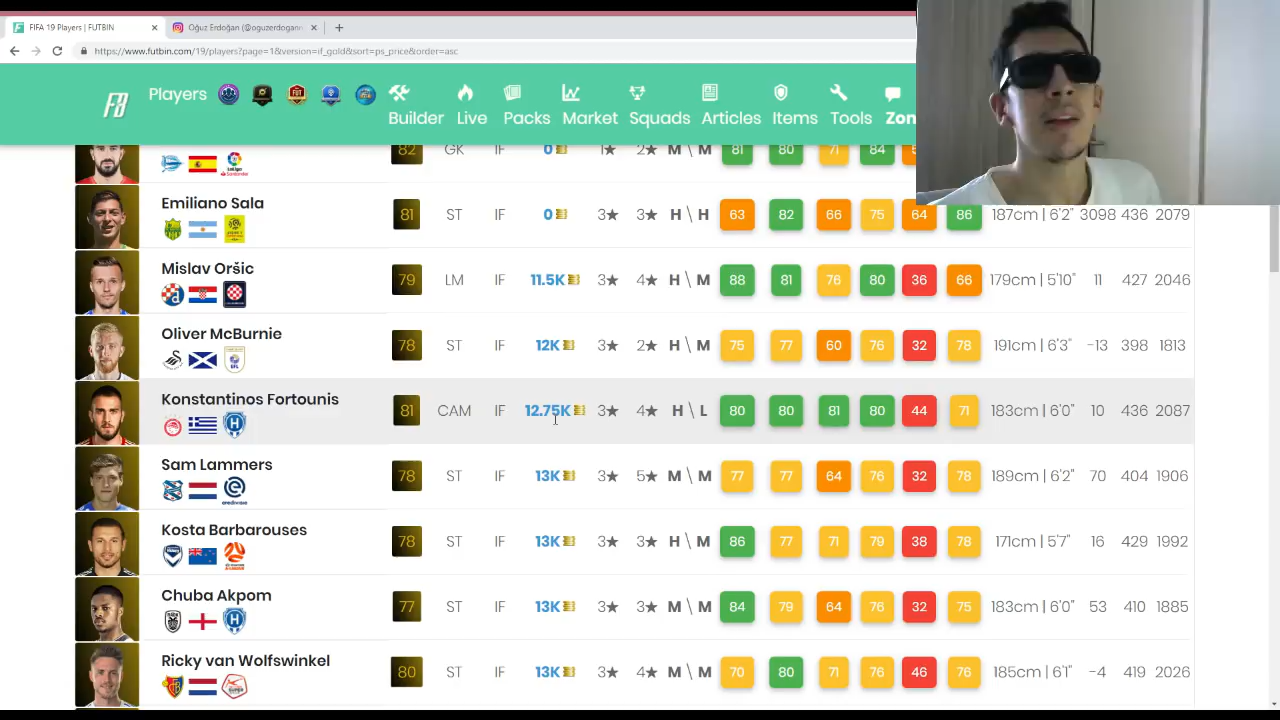 FIFA 19 Players | FUTBIN
Oğuz Erdoğan (@oguzerdogan
https://www.futbin.com/19/players?page=1&version=if_gold&sort=ps_price&order=asc
Players Builder Live Packs Market Squads Articles Items Tools Zon
82 GK IF 0 1★ 2★ M \ M 81 80 71 84
Emiliano Sala
81 ST IF 0 3★ 3★ H \ H 63 82 66 75 64 86 187cm | 6'2" 3098 436 2079
Mislav Oršic
79 LM IF 11.5K 3★ 4★ H \ M 88 81 76 80 36 66 179cm | 5'10" 11 427 2046
Oliver McBurnie
78 ST IF 12K 3★ 2★ H \ M 75 77 60 76 32 78 191cm | 6'3" -13 398 1813
Konstantinos Fortounis
81 CAM IF 12.75K 3★ 4★ H \ L 80 80 81 80 44 71 183cm | 6'0" 10 436 2087
Sam Lammers
78 ST IF 13K 3★ 5★ M \ M 77 77 64 76 32 78 189cm | 6'2" 70 404 1906
Kosta Barbarouses
78 ST IF 13K 3★ 3★ H \ M 86 77 71 79 38 78 171cm | 5'7" 16 429 1992
Chuba Akpom
77 ST IF 13K 3★ 3★ M \ M 84 79 64 76 32 75 183cm | 6'0" 53 410 1885
Ricky van Wolfswinkel
80 ST IF 13K 3★ 4★ M \ M 70 80 71 76 46 76 185cm | 6'1" -4 419 2026